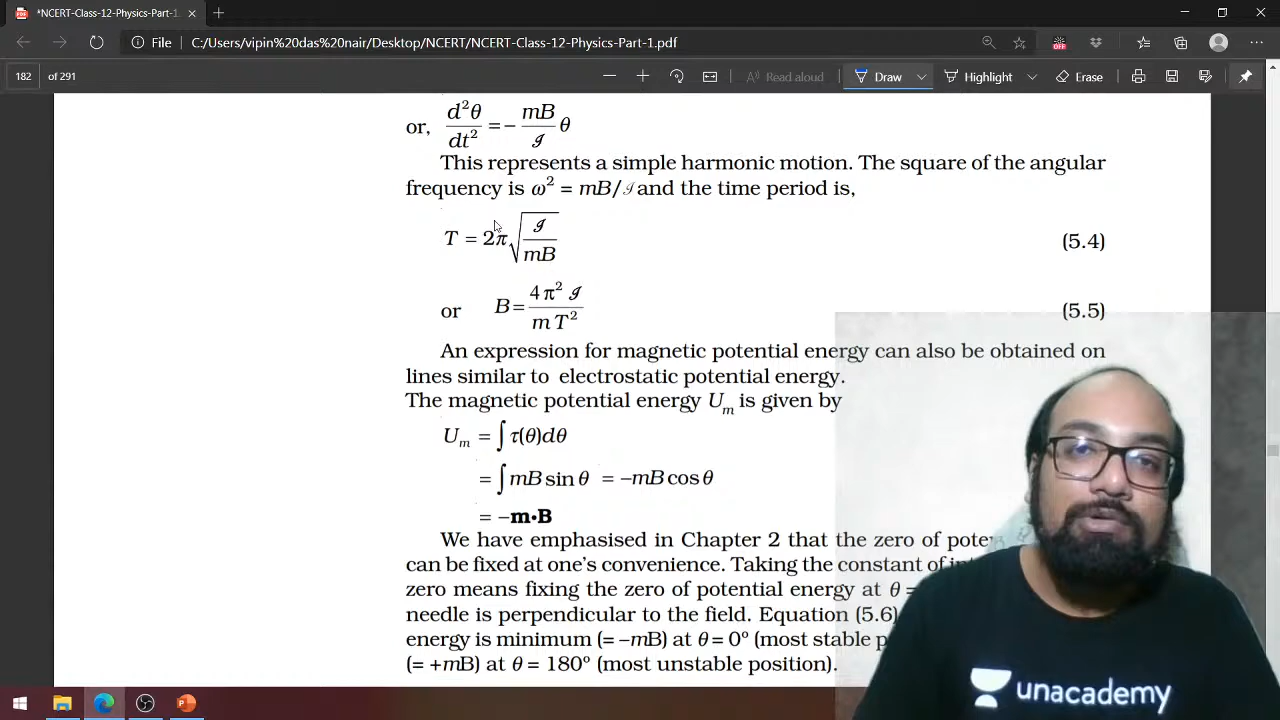 *NCERT-Class-12-Physics-Part-1.
File C:/Users/vipin%20das%20nair/Desktop/NCERT/NCERT-Class-12-Physics-Part-1.pdf
182 of 291 Read aloud Draw Highlight Erase
or, d²θ/dt² = − mB/ℐ θ
This represents a simple harmonic motion. The square of the angular
frequency is ω² = mB/ℐ and the time period is,
T = 2π√(ℐ/mB) (5.4)
or B = 4π²ℐ/mT² (5.5)
An expression for magnetic potential energy can also be obtained on
lines similar to electrostatic potential energy.
The magnetic potential energy Uₘ is given by
Uₘ = ∫ τ(θ)dθ
= ∫ mB sin θ = −mB cos θ
= −m•B
We have emphasised in Chapter 2 that the zero of
can be fixed at one's convenience. Taking the constant of
zero means fixing the zero of potential energy at θ =
needle is perpendicular to the field. Equation (5.6)
energy is minimum (= −mB) at θ = 0º (most stable
(= +mB) at θ = 180º (most unstable position).
unacademy